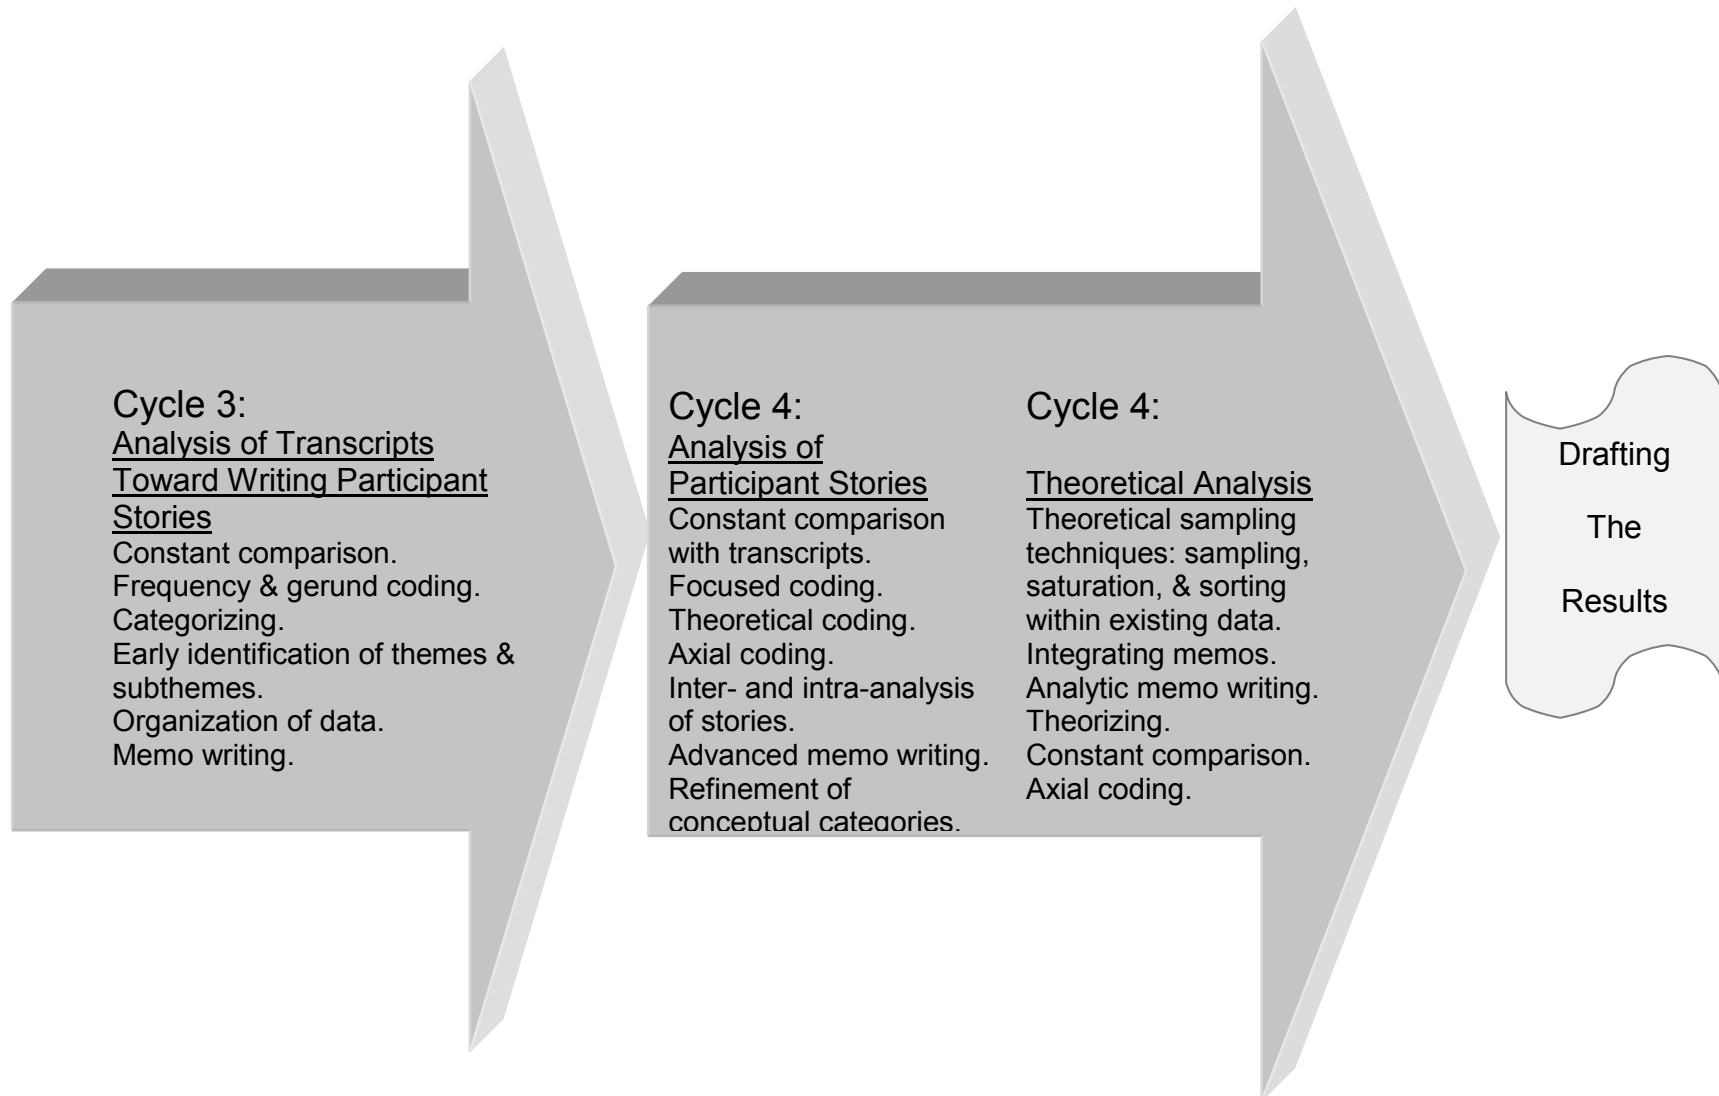 Cycle 3:
Analysis of Transcripts
Toward Writing Participant
Stories
Constant comparison.
Frequency & gerund coding.
Categorizing.
Early identification of themes &
subthemes.
Organization of data.
Memo writing.
Cycle 4:
Analysis of
Participant Stories
Constant comparison
with transcripts.
Focused coding.
Theoretical coding.
Axial coding.
Inter- and intra-analysis
of stories.
Advanced memo writing.
Refinement of
conceptual categories.
Cycle 4:
Theoretical Analysis
Theoretical sampling
techniques: sampling,
saturation, & sorting
within existing data.
Integrating memos.
Analytic memo writing.
Theorizing.
Constant comparison.
Axial coding.
Drafting
The
Results